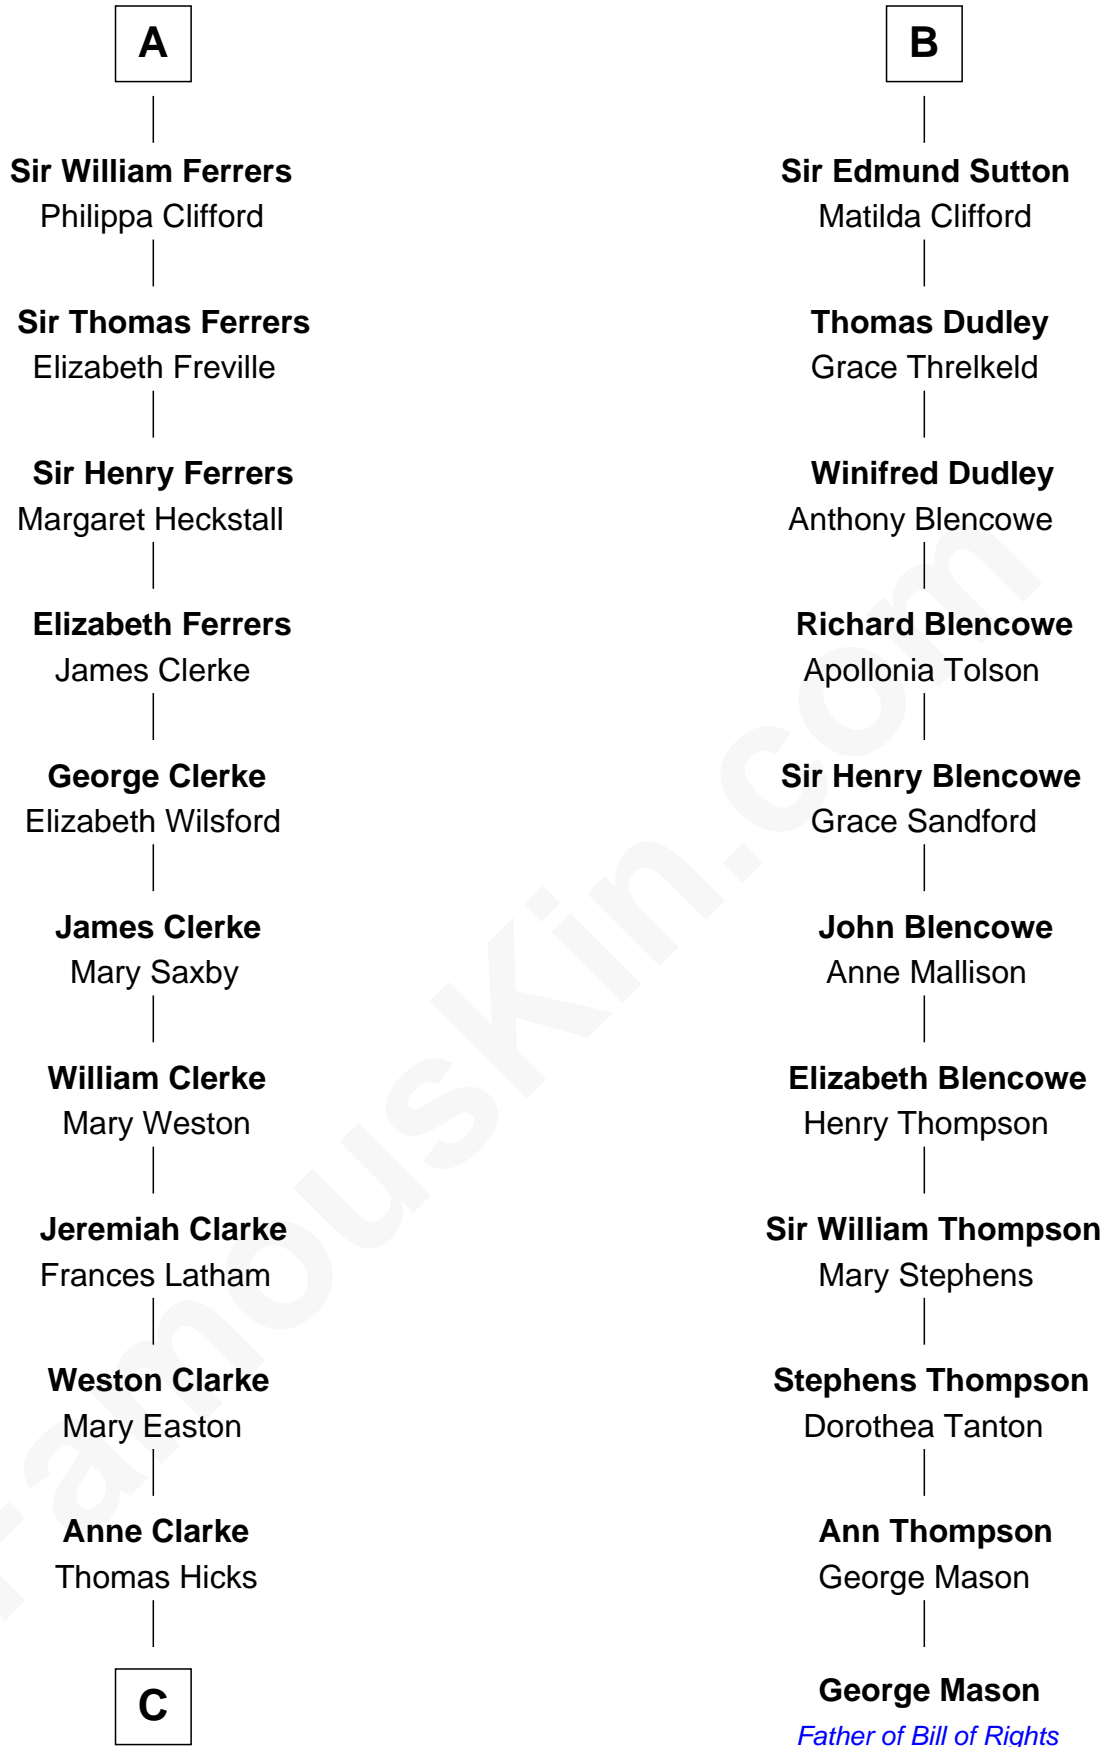 A
Sir William Ferrers
Philippa Clifford
Sir Thomas Ferrers
Elizabeth Freville
Sir Henry Ferrers
Margaret Heckstall
Elizabeth Ferrers
James Clerke
George Clerke
Elizabeth Wilsford
James Clerke
Mary Saxby
William Clerke
Mary Weston
Jeremiah Clarke
Frances Latham
Weston Clarke
Mary Easton
Anne Clarke
Thomas Hicks
C
B
Sir Edmund Sutton
Matilda Clifford
Thomas Dudley
Grace Threlkeld
Winifred Dudley
Anthony Blencowe
Richard Blencowe
Apollonia Tolson
Sir Henry Blencowe
Grace Sandford
John Blencowe
Anne Mallison
Elizabeth Blencowe
Henry Thompson
Sir William Thompson
Mary Stephens
Stephens Thompson
Dorothea Tanton
Ann Thompson
George Mason
George Mason
Father of Bill of Rights
FamousKin.com